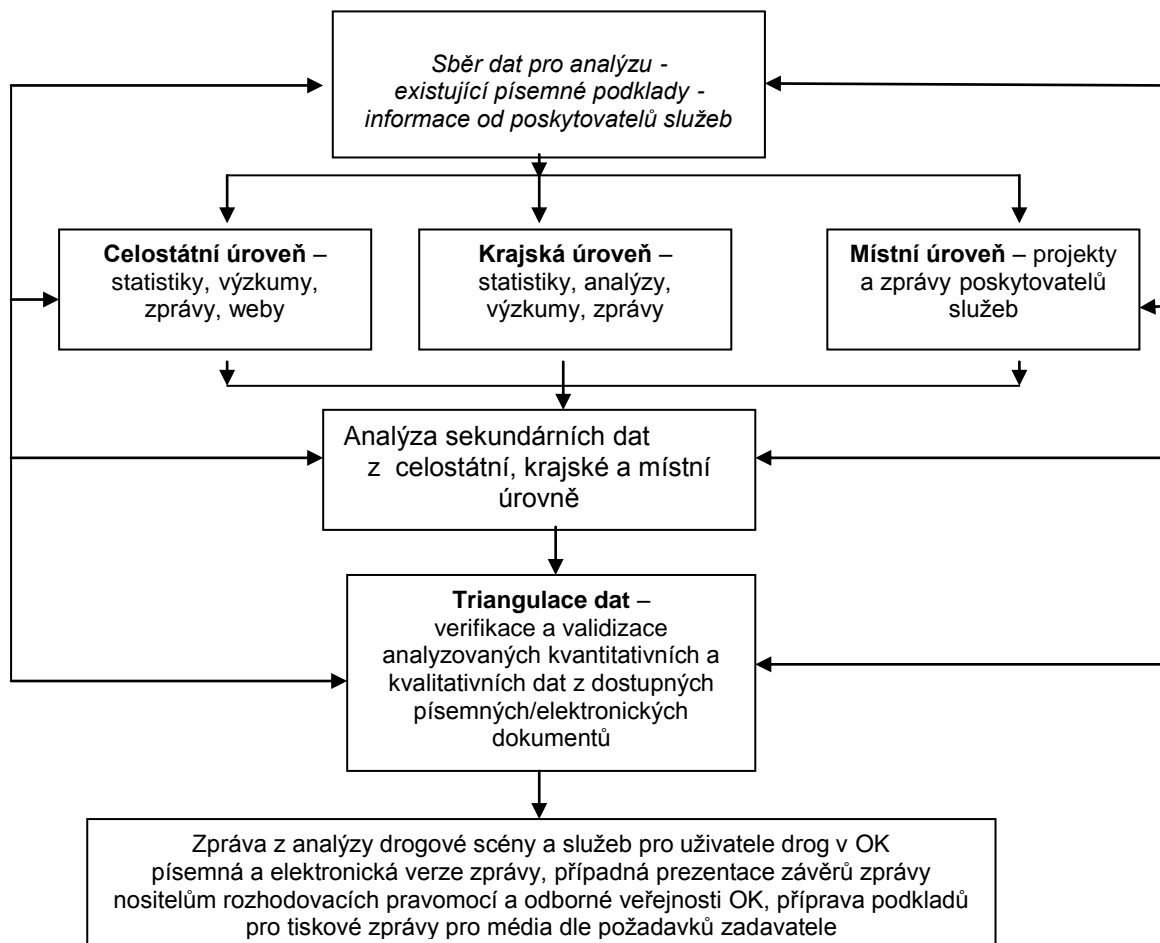 Sběr dat pro analýzu -
existující písemné podklady -
informace od poskytovatelů služeb
Celostátní úroveň –
statistiky, výzkumy,
zprávy, weby
Krajská úroveň –
statistiky, analýzy,
výzkumy, zprávy
Místní úroveň – projekty
a zprávy poskytovatelů
služeb
Analýza sekundárních dat
z celostátní, krajské a místní
úrovně
Triangulace dat –
verifikace a validizace
analyzovaných kvantitativních a
kvalitativních dat z dostupných
písemných/elektronických
dokumentů
Zpráva z analýzy drogové scény a služeb pro uživatele drog v OK
písemná a elektronická verze zprávy, případná prezentace závěrů zprávy
nositelům rozhodovacích pravomocí a odborné veřejnosti OK, příprava podkladů
pro tiskové zprávy pro média dle požadavků zadavatele